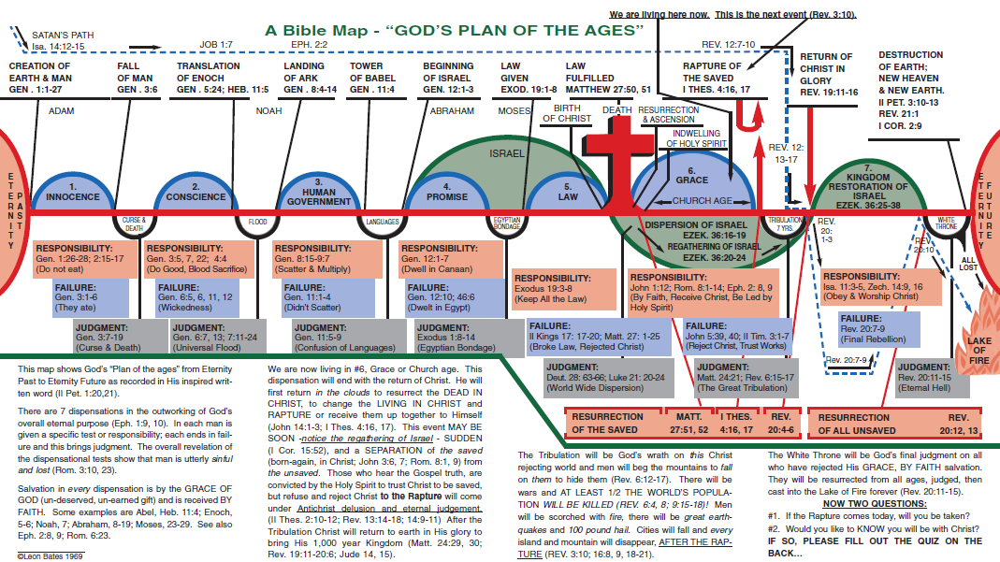 We are living here now. This is the next event (Rev. 3:10).
A Bible Map - “GOD’S PLAN OF THE AGES”
SATAN'S PATH
Isa. 14:12-15
JOB 1:7
EPH. 2:2
REV. 12:7-10
CREATION OF
EARTH & MAN
GEN . 1:1-27
FALL
OF MAN
GEN . 3:6
TRANSLATION
OF ENOCH
GEN . 5:24; HEB. 11:5
LANDING
OF ARK
GEN . 8:4-14
TOWER
OF BABEL
GEN . 11:4
BEGINNING
OF ISRAEL
GEN. 12:1-3
LAW
GIVEN
EXOD. 19:1-8
LAW
FULFILLED
MATTHEW 27:50, 51
RAPTURE OF
THE SAVED
I THES. 4:16, 17
RETURN OF
CHRIST IN
GLORY
REV. 19:11-16
DESTRUCTION
OF EARTH;
NEW HEAVEN
& NEW EARTH.
II PET. 3:10-13
REV. 21:1
I COR. 2:9
ADAM
NOAH
ABRAHAM
MOSES
BIRTH
OF CHRIST
DEATH
RESURRECTION
& ASCENSION
INDWELLING
OF HOLY SPIRIT
REV. 12:
13-17
ETERNITY
PAST
1.
INNOCENCE
2.
CONSCIENCE
3.
HUMAN
GOVERNMENT
ISRAEL
4.
PROMISE
5.
LAW
6.
GRACE
CHURCH AGE
7.
KINGDOM
RESTORATION OF
ISRAEL
EZEK. 36:25-38
ETERNITY
FUTURE
CURSE &
DEATH
FLOOD
LANGUAGES
EGYPTIAN
BONDAGE
DISPERSION OF ISRAEL
EZEK. 36:16-19
REGATHERING OF ISRAEL
EZEK. 36:20-24
TRIBULATION
7 YRS.
REV.
20:
1-3
REV.
20:10
WHITE
THRONE
ALL
LOST
LAKE
OF
FIRE
RESPONSIBILITY:
Gen. 1:26-28; 2:15-17
(Do not eat)
FAILURE:
Gen. 3:1-6
(They ate)
JUDGMENT:
Gen. 3:7-19
(Curse & Death)
RESPONSIBILITY:
Gen. 3:5, 7, 22; 4:4
(Do Good, Blood Sacrifice)
FAILURE:
Gen. 6:5, 6, 11, 12
(Wickedness)
JUDGMENT:
Gen. 6:7, 13; 7:11-24
(Universal Flood)
RESPONSIBILITY:
Gen. 8:15-9:7
(Scatter & Multiply)
FAILURE:
Gen. 11:1-4
(Didn't Scatter)
JUDGMENT:
Gen. 11:5-9
(Confusion of Languages)
RESPONSIBILITY:
Gen. 12:1-7
(Dwell in Canaan)
FAILURE:
Gen. 12:10; 46:6
(Dwelt in Egypt)
JUDGMENT:
Exodus 1:8-14
(Egyptian Bondage)
RESPONSIBILITY:
Exodus 19:3-8
(Keep All the Law)
FAILURE:
II Kings 17: 17-20; Matt. 27: 1-25
(Broke Law, Rejected Christ)
JUDGMENT:
Deut. 28: 63-66; Luke 21: 20-24
(World Wide Dispersion)
RESPONSIBILITY:
John 1:12; Rom. 8:1-14; Eph. 2: 8, 9
(By Faith, Receive Christ, Be Led by
Holy Spirit)
FAILURE:
John 5:39, 40; II Tim. 3:1-7
(Reject Christ, Trust Works)
JUDGMENT:
Matt. 24:21; Rev. 6:15-17
(The Great Tribulation)
RESPONSIBILITY:
Isa. 11:3-5, Zech. 14:9, 16
(Obey & Worship Christ)
FAILURE:
Rev. 20:7-9
(Final Rebellion)
Rev. 20:7-9
JUDGMENT:
Rev. 20:11-15
(Eternal Hell)
RESURRECTION
OF THE SAVED
MATT.
27:51, 52
I THES.
4:16, 17
REV.
20:4-6
RESURRECTION
OF ALL UNSAVED
REV.
20:12, 13
This map shows God's “Plan of the ages” from Eternity
Past to Eternity Future as recorded in His inspired writ-
ten word (II Pet. 1:20,21).
There are 7 dispensations in the outworking of God's
overall eternal purpose (Eph. 1:9, 10). In each man is
given a specific test or responsibility; each ends in fail-
ure and this brings judgment. The overall revelation of
the dispensational tests show that man is utterly sinful
and lost (Rom. 3:10, 23).
Salvation in every dispensation is by the GRACE OF
GOD (un-deserved, un-earned gift) and is received BY
FAITH. Some examples are Abel, Heb. 11:4; Enoch,
5-6; Noah, 7; Abraham, 8-19; Moses, 23-29. See also
Eph. 2:8, 9; Rom. 6:23.
©Leon Bates 1969
We are now living in #6, Grace or Church age. This
dispensation will end with the return of Christ. He will
first return in the clouds to resurrect the DEAD IN
CHRIST, to change the LIVING IN CHRIST and
RAPTURE or receive them up together to Himself
(John 14:1-3; I Thes. 4:16, 17). This event MAY BE
SOON -notice the regathering of Israel - SUDDEN
(I Cor. 15:52), and a SEPARATION of the saved
(born-again, in Christ; John 3:6, 7; Rom. 8:1, 9) from
the unsaved. Those who hear the Gospel truth, are
convicted by the Holy Spirit to trust Christ to be saved,
but refuse and reject Christ to the Rapture will come
under Antichrist delusion and eternal judgement.
(II Thes. 2:10-12; Rev. 13:14-18; 14:9-11) After the
Tribulation Christ will return to earth in His glory to
bring His 1,000 year Kingdom (Matt. 24:29, 30;
Rev. 19:11-20:6; Jude 14, 15).
The Tribulation will be God's wrath on this Christ
rejecting world and men will beg the mountains to fall
on them to hide them (Rev. 6:12-17). There will be
wars and AT LEAST 1/2 THE WORLD'S POPULA-
TION WILL BE KILLED (REV. 6:4, 8; 9:15-18)! Men
will be scorched with fire, there will be great earth-
quakes and 100 pound hail. Cities will fall and every
island and mountain will disappear, AFTER THE RAP-
TURE (REV. 3:10; 16:8, 9, 18-21).
The White Throne will be God's final judgment on all
who have rejected His GRACE, BY FAITH salvation.
They will be resurrected from all ages, judged, then
cast into the Lake of Fire forever (Rev. 20:11-15).
NOW TWO QUESTIONS:
#1. If the Rapture comes today, will you be taken?
#2. Would you like to KNOW you will be with Christ?
IF SO, PLEASE FILL OUT THE QUIZ ON THE
BACK...